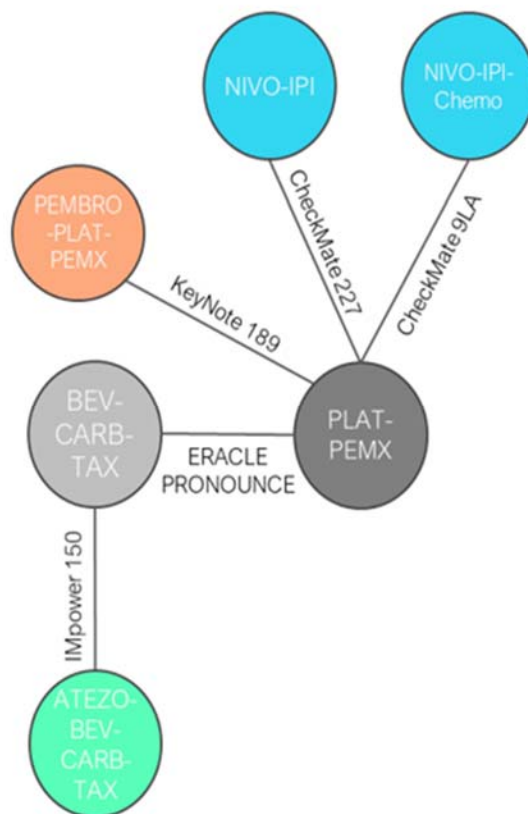 NIVO-IPI
NIVO-IPI-
Chemo
CheckMate 227
CheckMate 9LA
PEMBRO
-PLAT-
PEMX
KeyNote 189
BEV-
CARB-
TAX
ERACLE
PRONOUNCE
PLAT-
PEMX
IMpower 150
ATEZO-
BEV-
CARB-
TAX